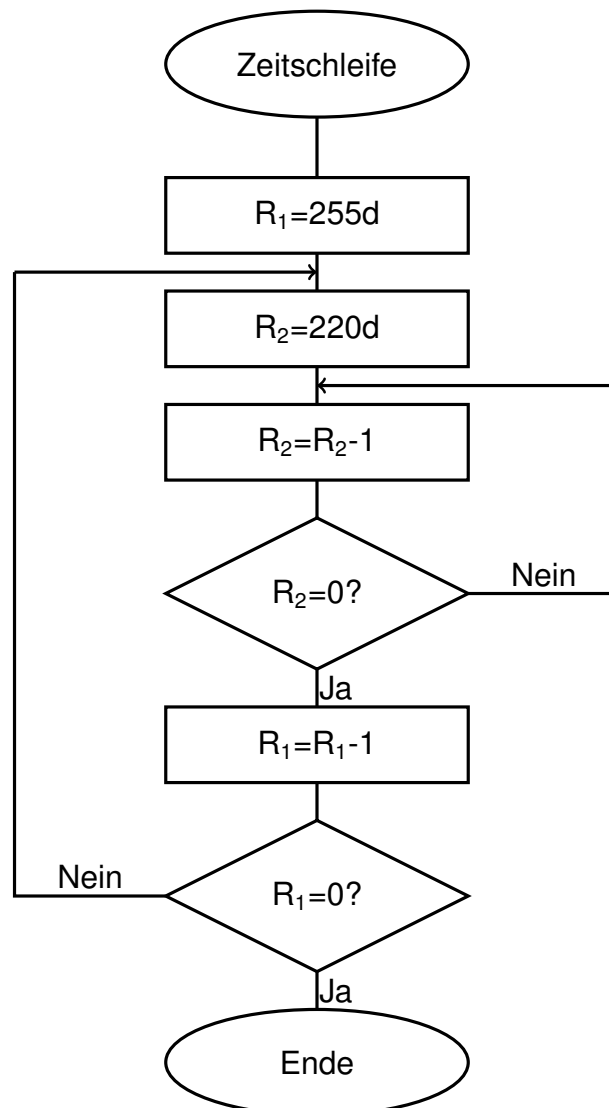 Zeitschleife
R₁=255d
R₂=220d
R₂=R₂-1
R₂=0?
Nein
Ja
R₁=R₁-1
Nein
R₁=0?
Ja
Ende